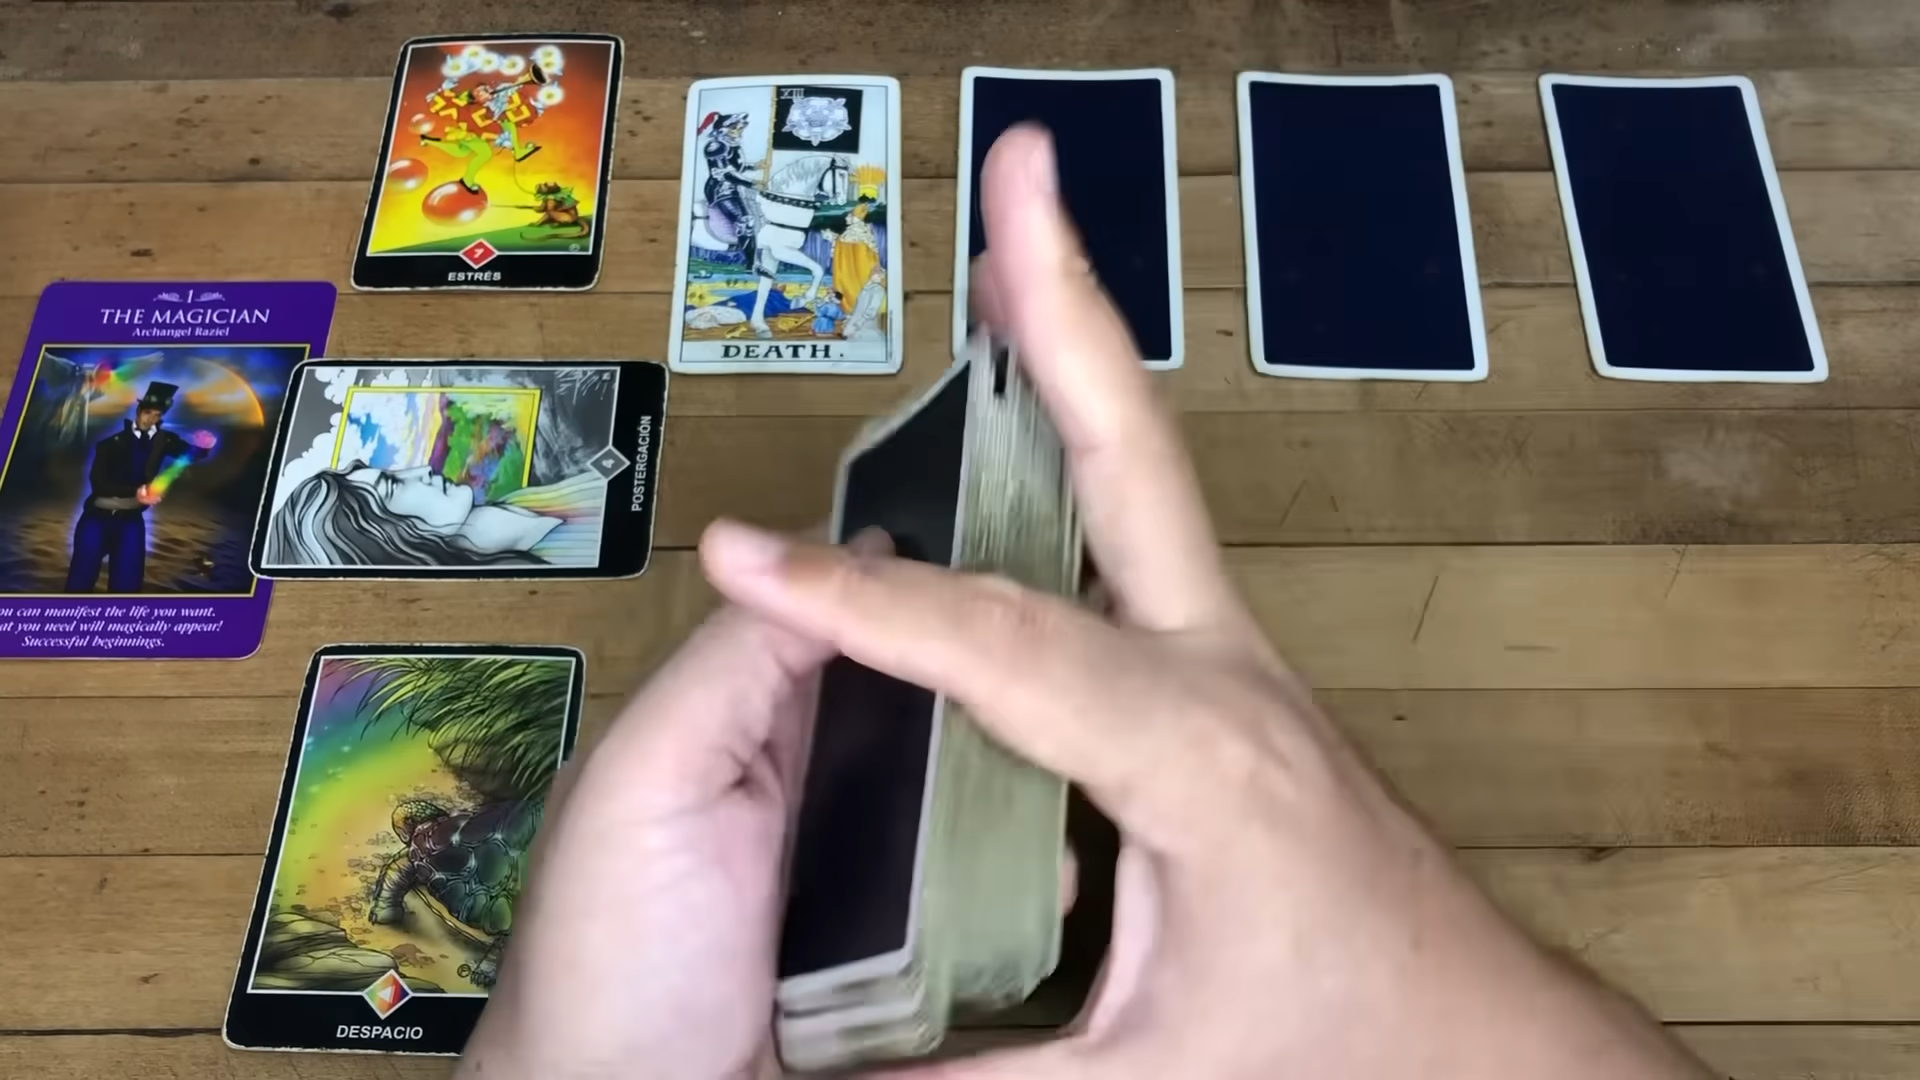 7
ESTRÉS
XIII
DEATH.
1
THE MAGICIAN
Archangel Raziel
ou can manifest the life you want.
at you need will magically appear!
Successful beginnings.
4
POSTERGACIÓN
DESPACIO